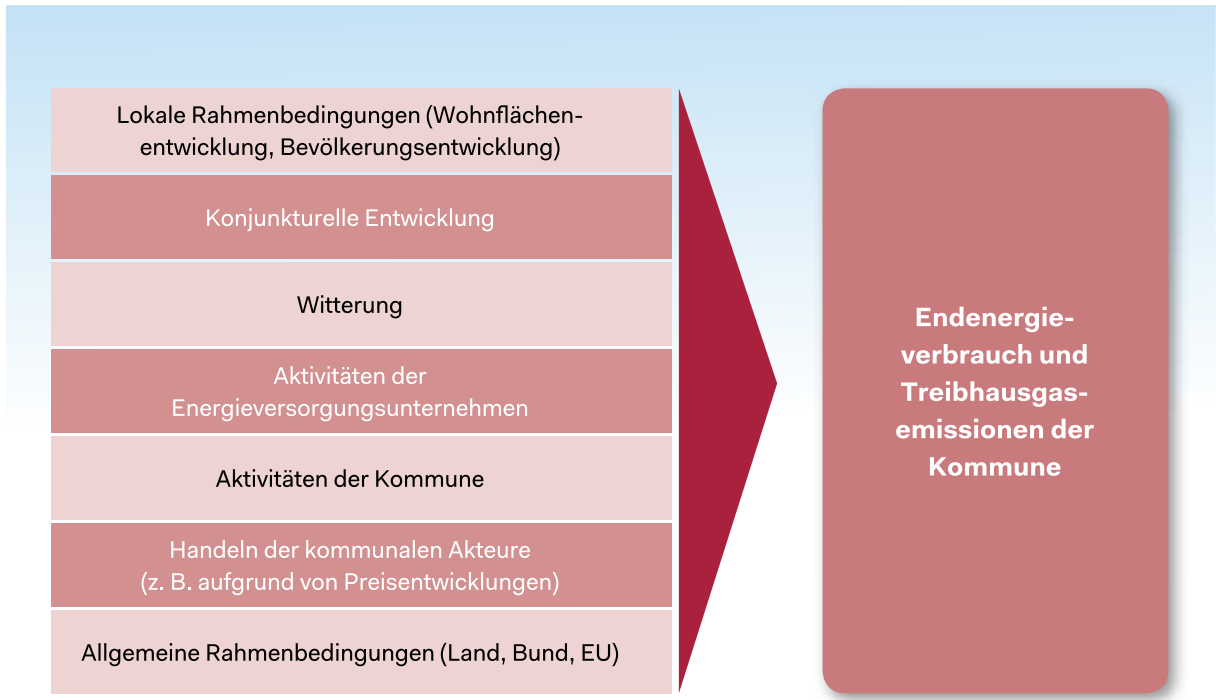 Lokale Rahmenbedingungen (Wohnflächen-
entwicklung, Bevölkerungsentwicklung)
Konjunkturelle Entwicklung
Witterung
Aktivitäten der
Energieversorgungsunternehmen
Aktivitäten der Kommune
Handeln der kommunalen Akteure
(z. B. aufgrund von Preisentwicklungen)
Allgemeine Rahmenbedingungen (Land, Bund, EU)
Endenergie-
verbrauch und
Treibhausgas-
emissionen der
Kommune